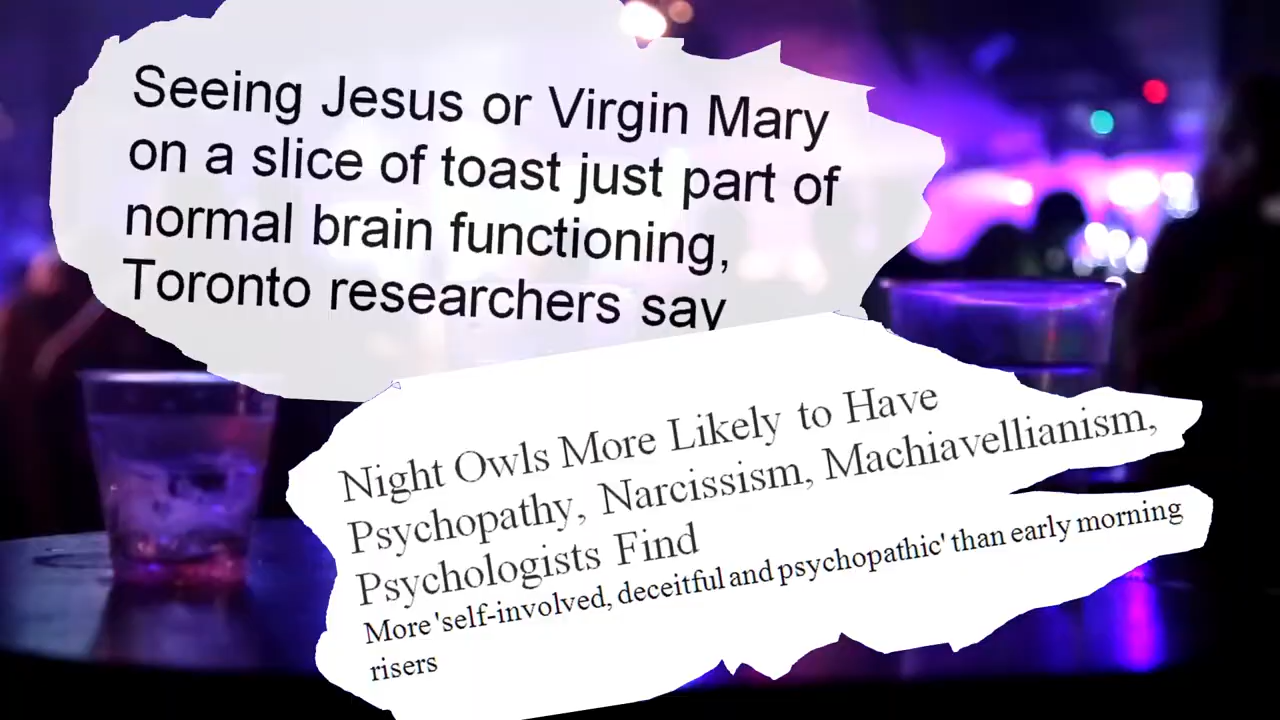 Seeing Jesus or Virgin Mary
on a slice of toast just part of
normal brain functioning,
Toronto researchers say
Night Owls More Likely to Have
Psychopathy, Narcissism, Machiavellianism,
Psychologists Find
More 'self-involved, deceitful and psychopathic' than early morning
risers